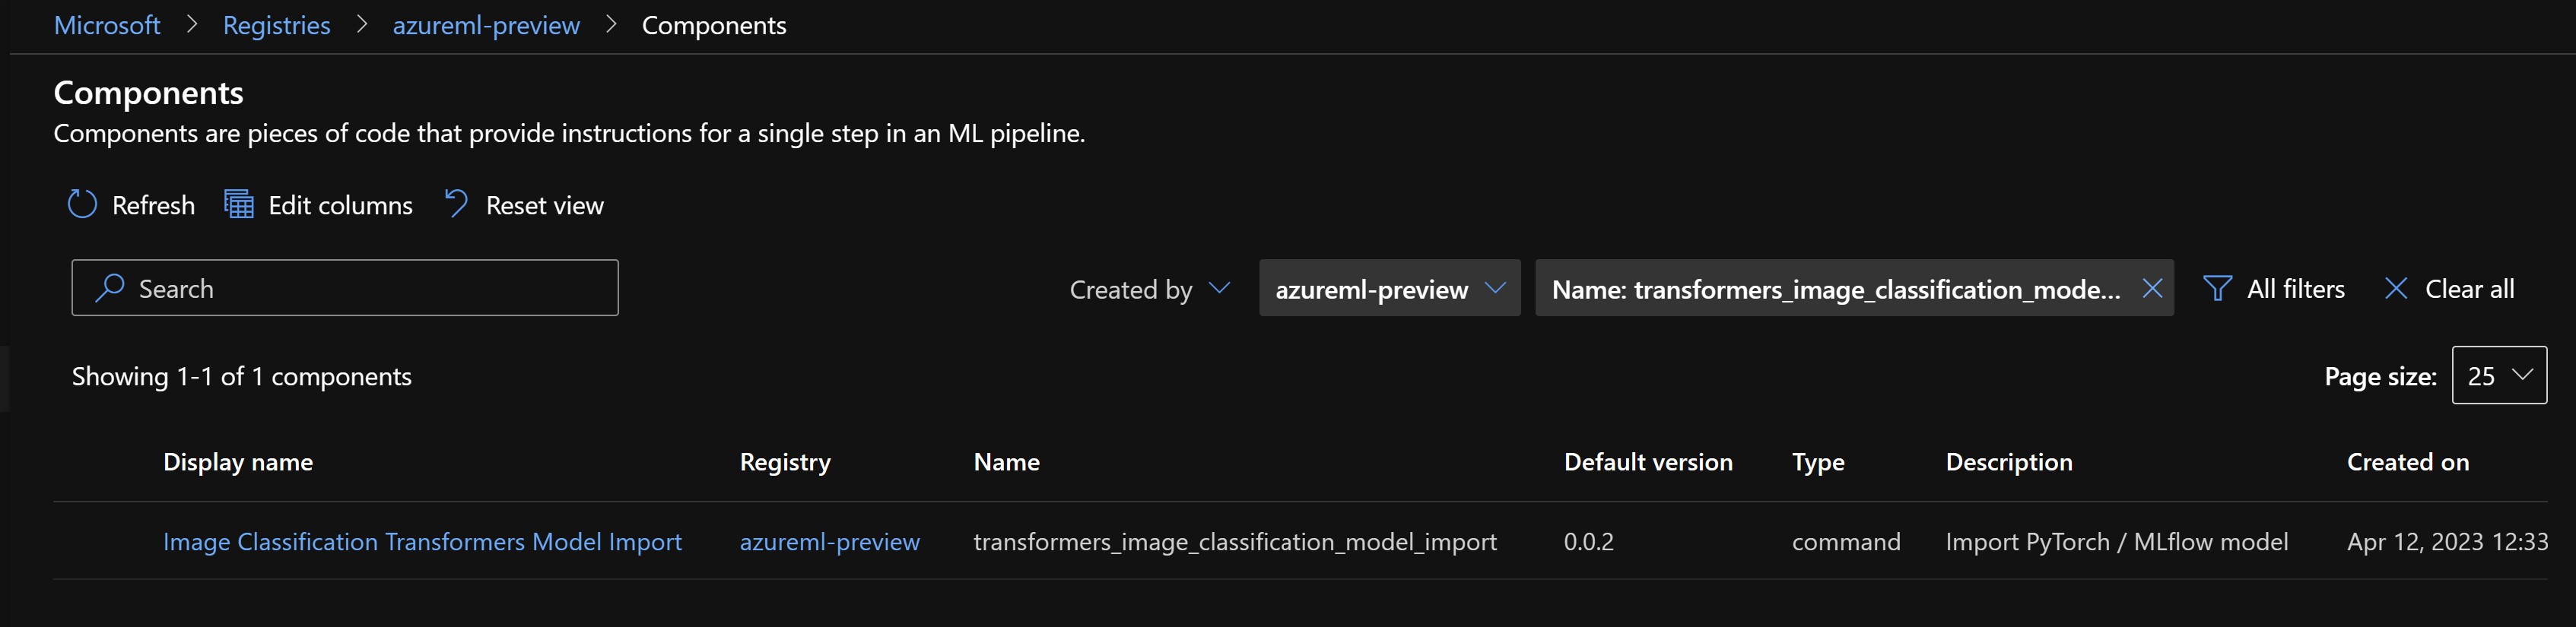 Microsoft > Registries > azureml-preview > Components
Components
Components are pieces of code that provide instructions for a single step in an ML pipeline.
Refresh Edit columns Reset view
Search Created by azureml-preview Name: transformers_image_classification_mode... All filters Clear all
Showing 1-1 of 1 components Page size: 25
Display name Registry Name Default version Type Description Created on
Image Classification Transformers Model Import azureml-preview transformers_image_classification_model_import 0.0.2 command Import PyTorch / MLflow model Apr 12, 2023 12:33